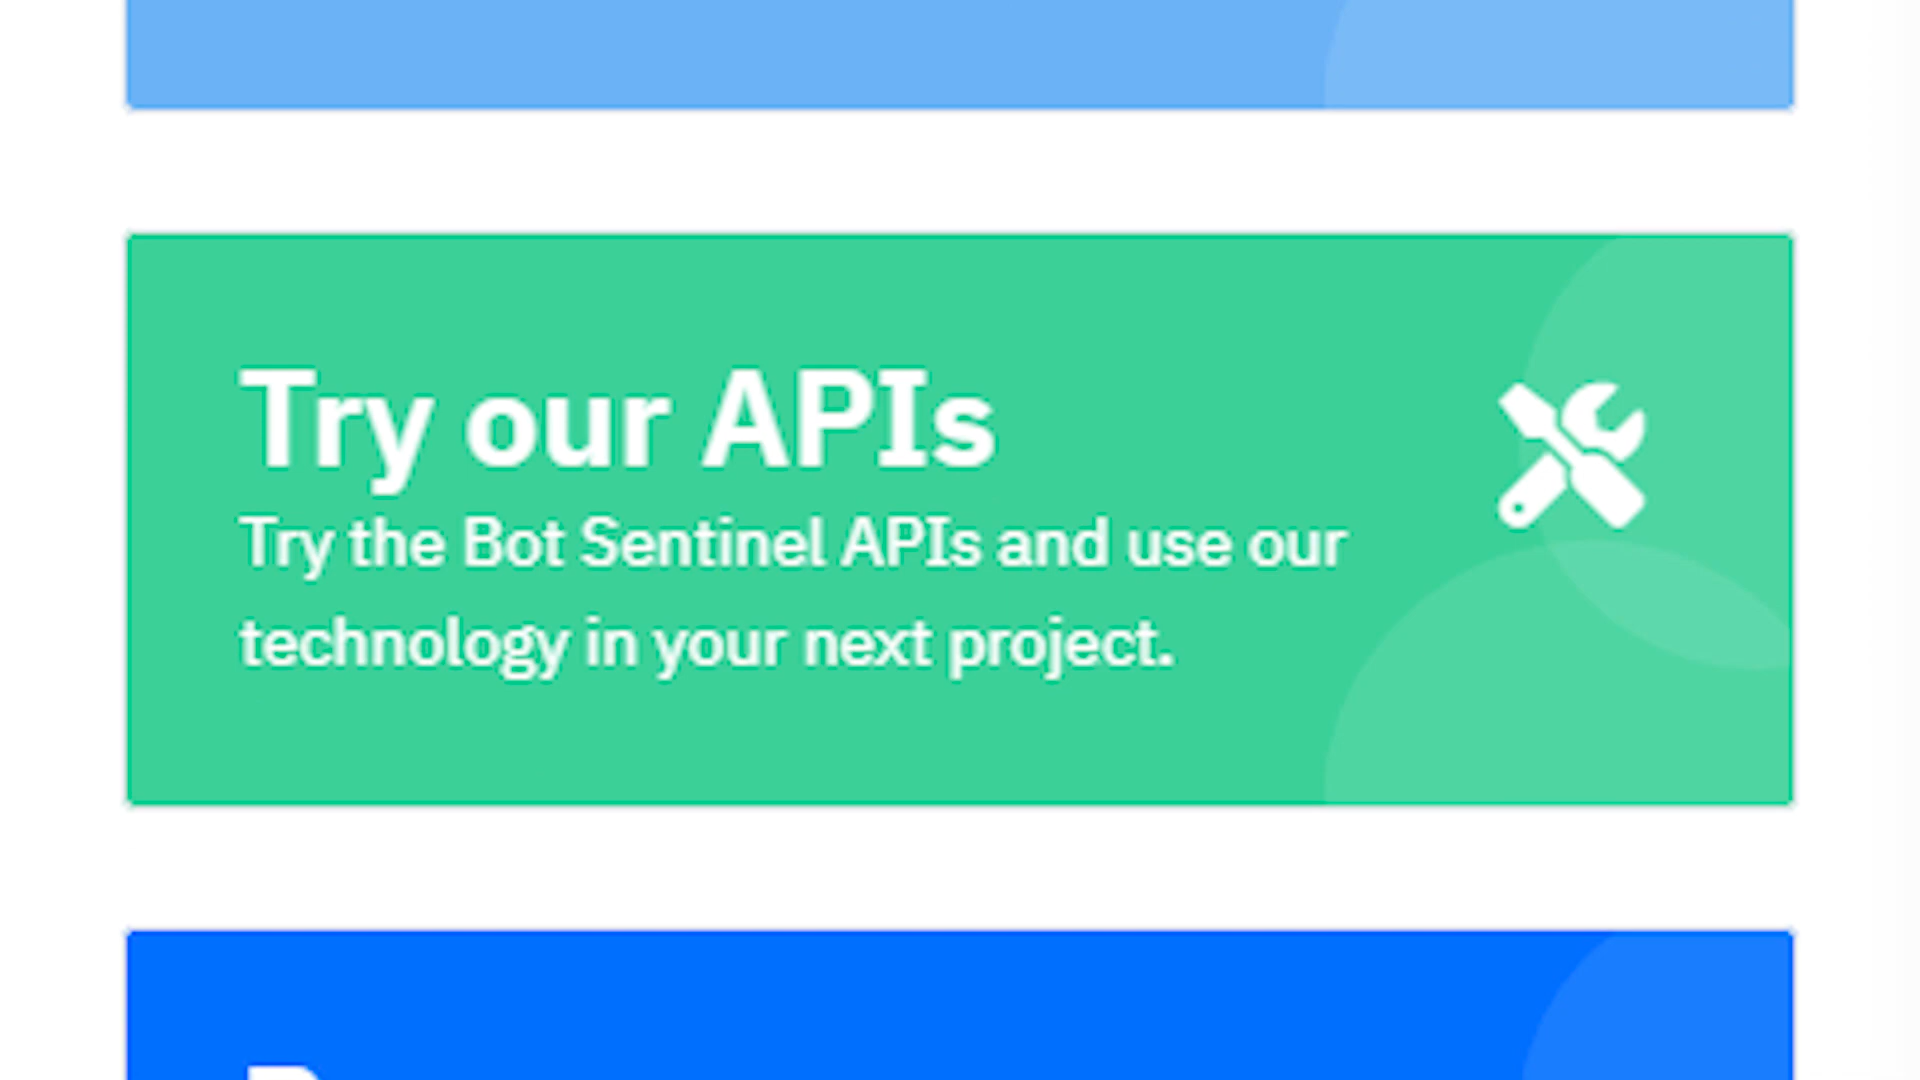 Try our APIs
Try the Bot Sentinel APIs and use our
technology in your next project.